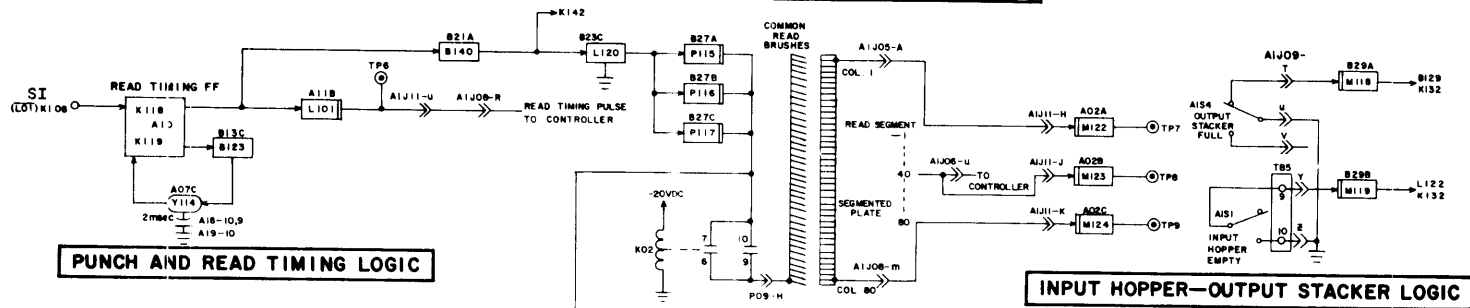 K142
B21A
B140
B23C
L120
B27A
P115
B27B
P116
B27C
P117
COMMON
READ
BRUSHES
A1J05-A
COL. 1
A1J09-
T
B29A
M118
B129
K132
A1S4
OUTPUT
STACKER
FULL
u
V
SI
(LOT) K108
READ TIMING FF
K118
K119
A11B
L101
TP6
A1J11-u
A1J08-R
READ TIMING PULSE
TO CONTROLLER
B13C
B123
A07C
Y114
2msec
A18-10,9
A19-10
PUNCH AND READ TIMING LOGIC
-20VDC
K02
7
6
10
9
P09-H
READ SEGMENT
40
SEGMENTED
PLATE
80
COL 80
A1J08-m
A1J06-u
TO
CONTROLLER
A1J11-H
A02A
M122
TP7
A1J11-J
A02B
M123
TP8
A1J11-K
A02C
M124
TP9
TB5
9
Y
B29B
M119
L122
K132
A1S1
10
Z
INPUT
HOPPER
EMPTY
INPUT HOPPER—OUTPUT STACKER LOGIC